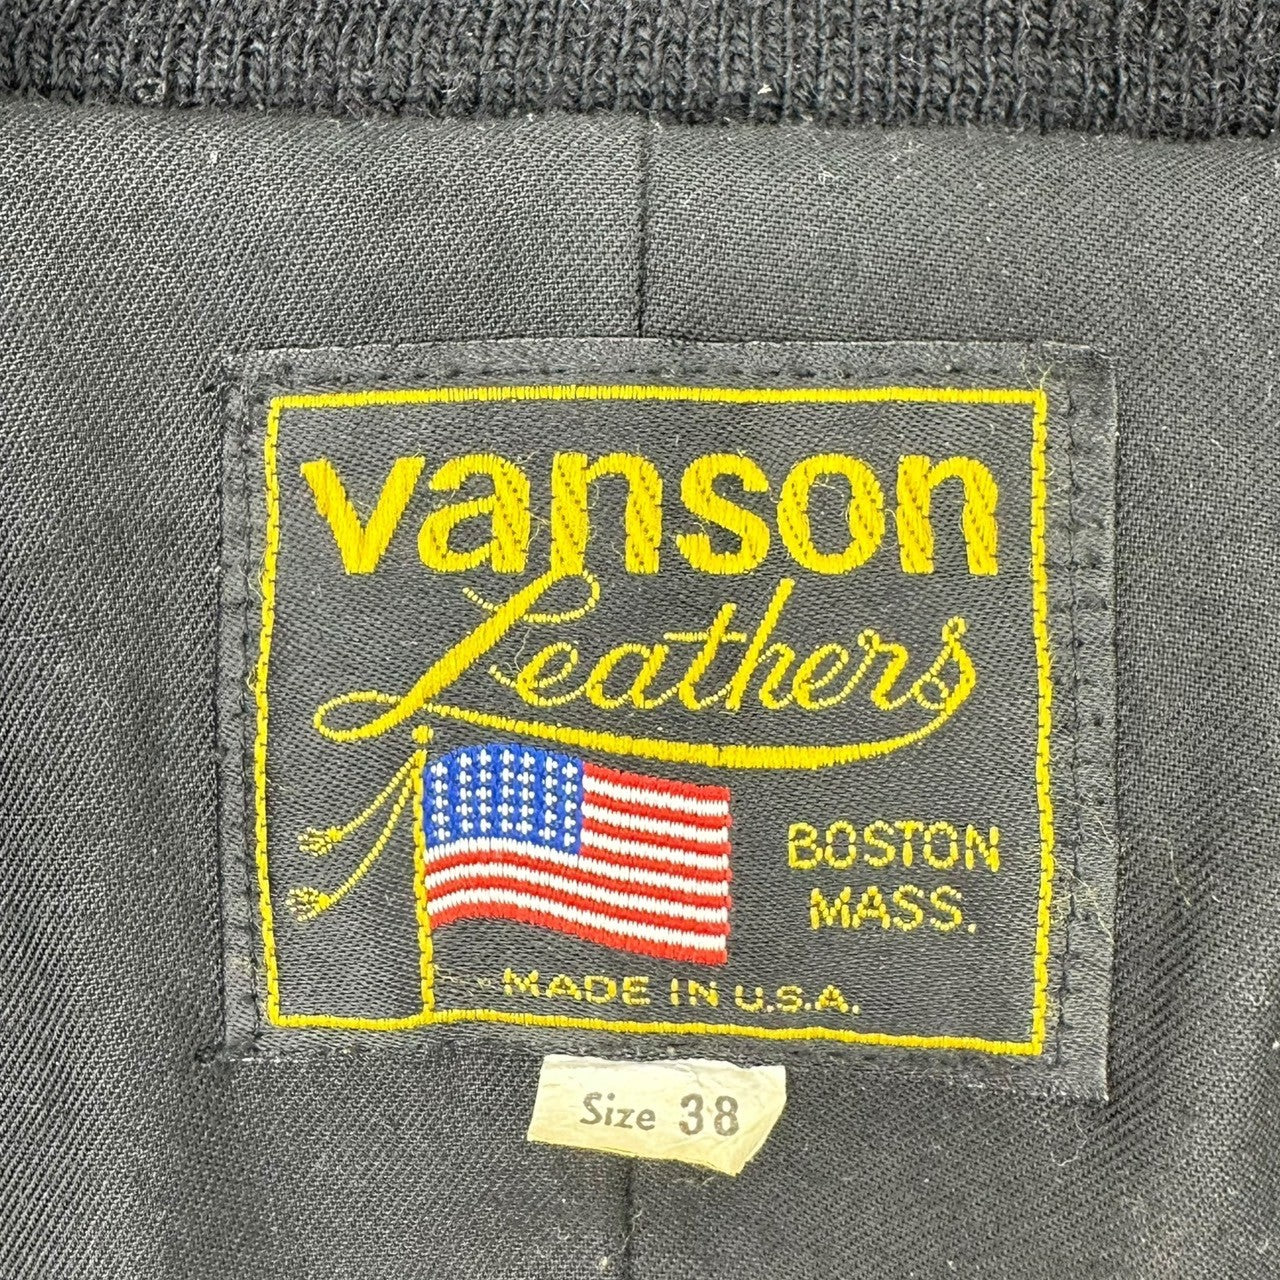 vanson
Leathers
BOSTON
MASS.
MADE IN U.S.A.
Size 38